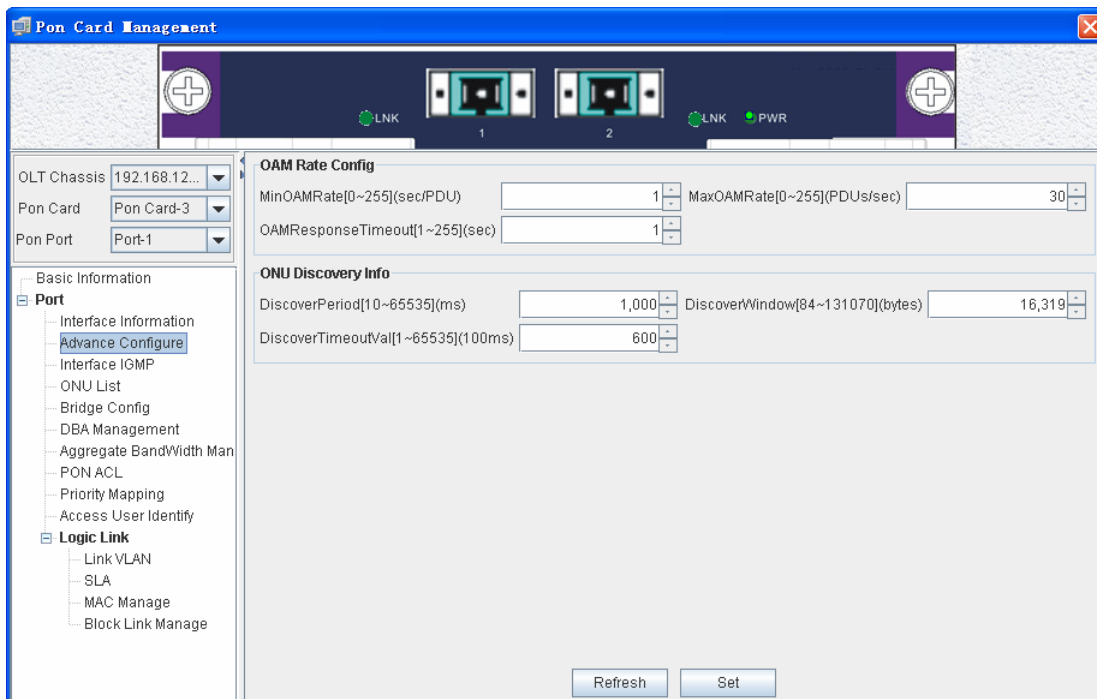 Pon Card Management
LNK
1
2
LNK
PWR
OLT Chassis 192.168.12...
Pon Card Pon Card-3
Pon Port Port-1
Basic Information
Port
Interface Information
Advance Configure
Interface IGMP
ONU List
Bridge Config
DBA Management
Aggregate BandWidth Man
PON ACL
Priority Mapping
Access User Identify
Logic Link
Link VLAN
SLA
MAC Manage
Block Link Manage
OAM Rate Config
MinOAMRate[0~255](sec/PDU) 1 MaxOAMRate[0~255](PDUs/sec) 30
OAMResponseTimeout[1~255](sec) 1
ONU Discovery Info
DiscoverPeriod[10~65535](ms) 1,000 DiscoverWindow[84~131070](bytes) 16,319
DiscoverTimeoutVal[1~65535](100ms) 600
Refresh Set